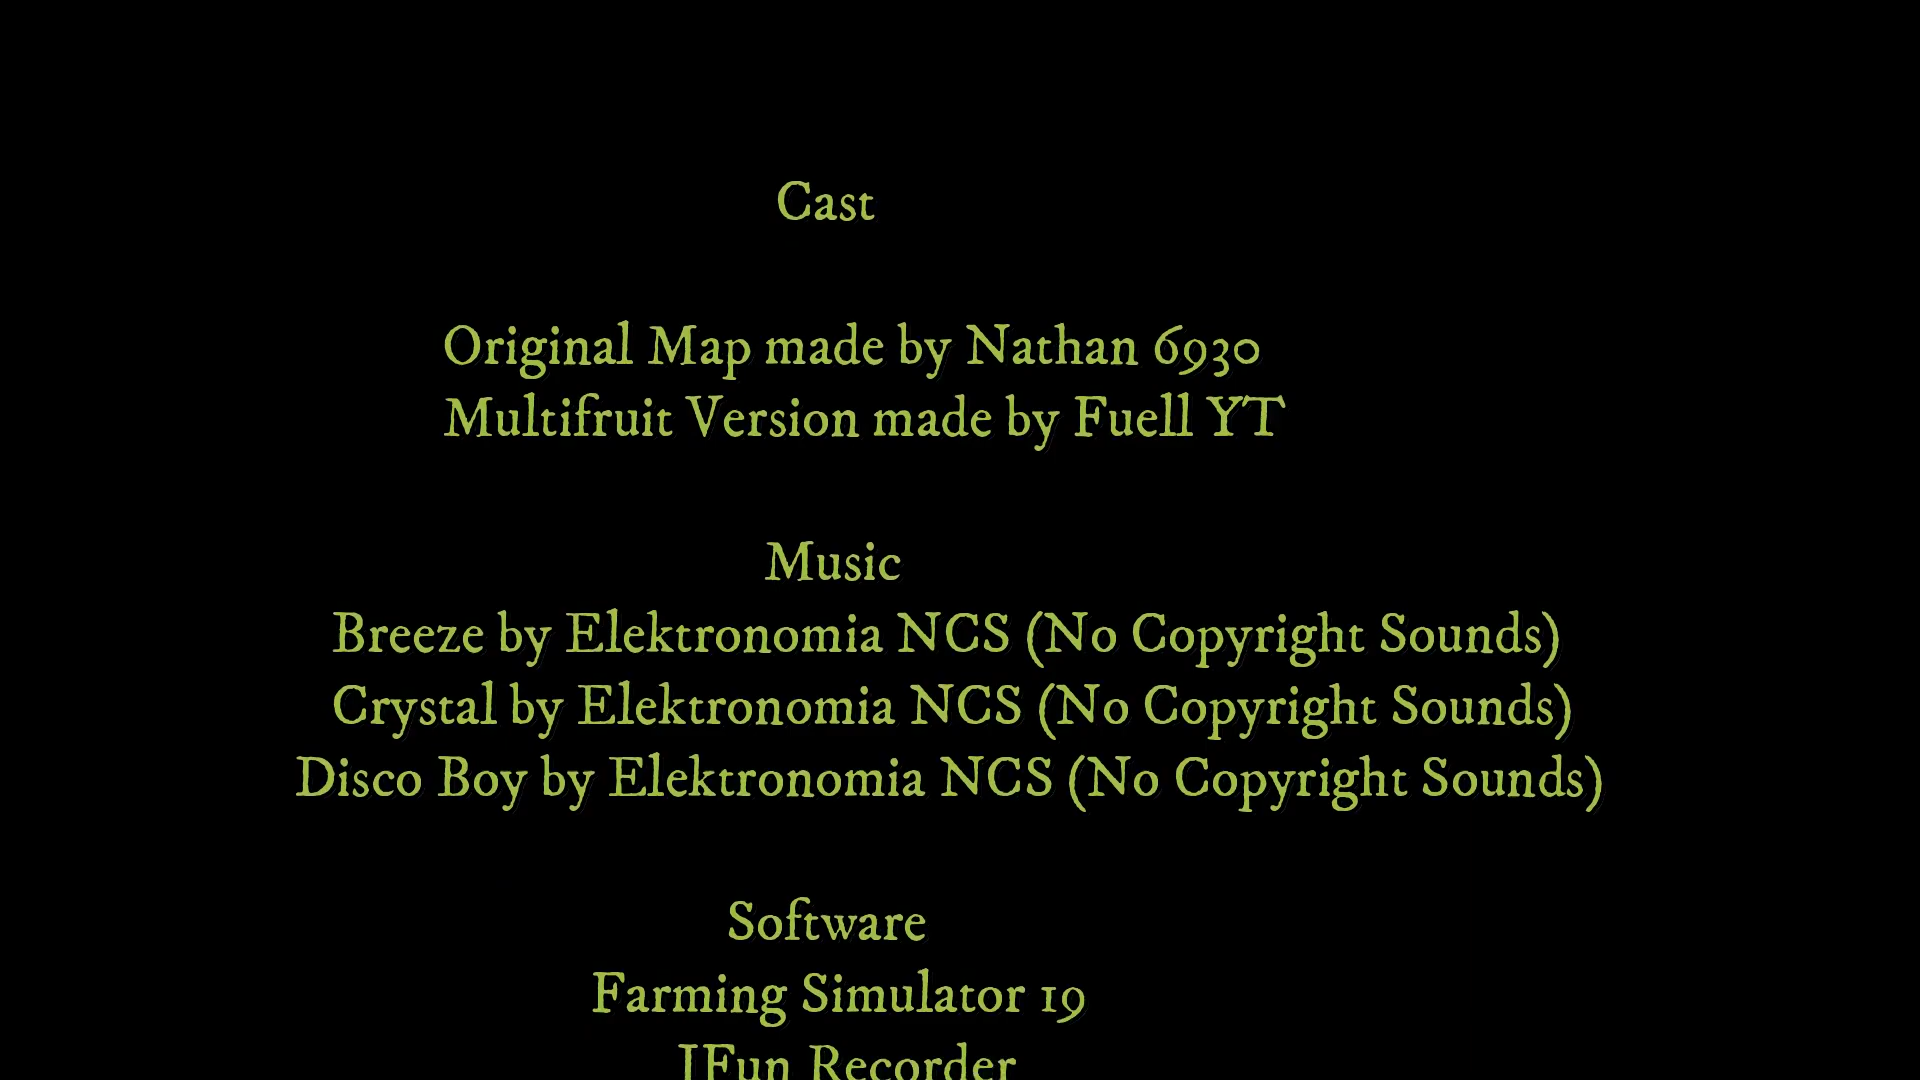 Cast
Original Map made by Nathan 6930
Multifruit Version made by Fuell YT
Music
Breeze by Elektronomia NCS (No Copyright Sounds)
Crystal by Elektronomia NCS (No Copyright Sounds)
Disco Boy by Elektronomia NCS (No Copyright Sounds)
Software
Farming Simulator 19
IFun Recorder